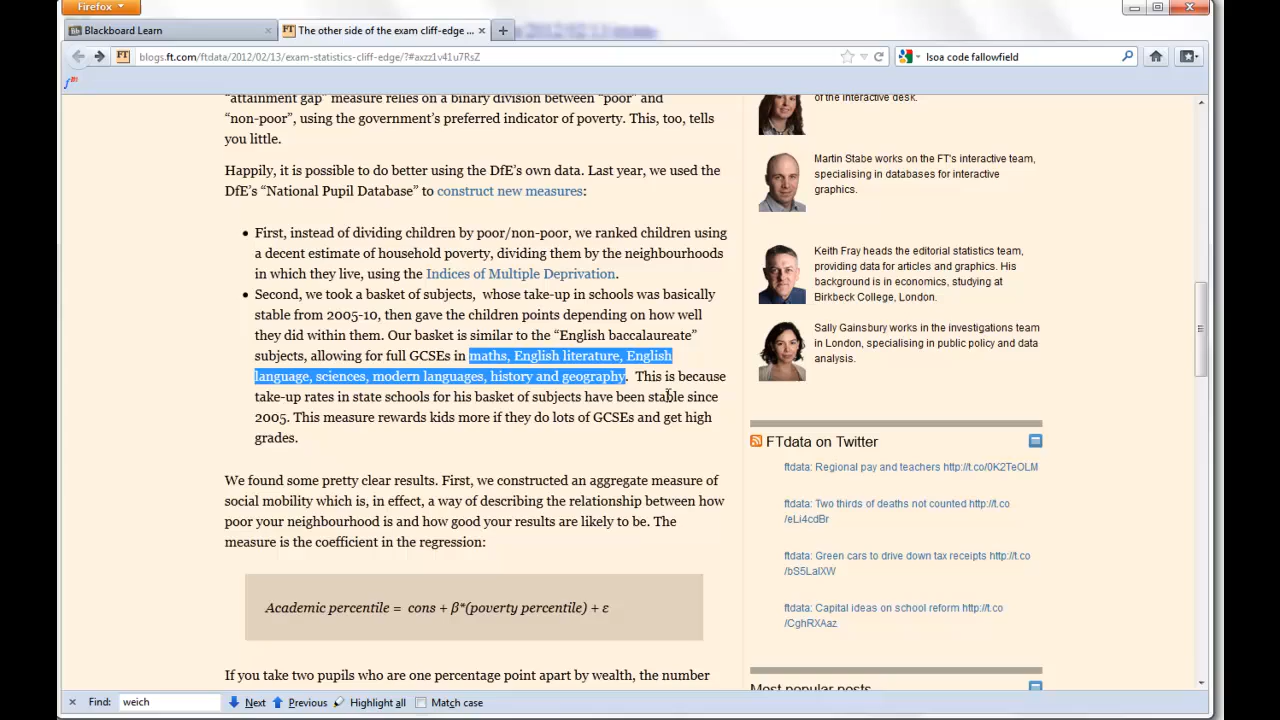 Firefox
Blackboard Learn
FT The other side of the exam cliff-edge ...
FT blogs.ft.com/ftdata/2012/02/13/exam-statistics-cliff-edge/?#axzz1v41u7RsZ
lsoa code fallowfield
"attainment gap" measure relies on a binary division between "poor" and
"non-poor", using the government's preferred indicator of poverty. This, too, tells
you little.
Happily, it is possible to do better using the DfE's own data. Last year, we used the
DfE's "National Pupil Database" to construct new measures:
• First, instead of dividing children by poor/non-poor, we ranked children using
a decent estimate of household poverty, dividing them by the neighbourhoods
in which they live, using the Indices of Multiple Deprivation.
• Second, we took a basket of subjects, whose take-up in schools was basically
stable from 2005-10, then gave the children points depending on how well
they did within them. Our basket is similar to the "English baccalaureate"
subjects, allowing for full GCSEs in maths, English literature, English
language, sciences, modern languages, history and geography. This is because
take-up rates in state schools for his basket of subjects have been stable since
2005. This measure rewards kids more if they do lots of GCSEs and get high
grades.
We found some pretty clear results. First, we constructed an aggregate measure of
social mobility which is, in effect, a way of describing the relationship between how
poor your neighbourhood is and how good your results are likely to be. The
measure is the coefficient in the regression:
Academic percentile = cons + β*(poverty percentile) + ε
If you take two pupils who are one percentage point apart by wealth, the number
of the interactive desk.
Martin Stabe works on the FT's interactive team,
specialising in databases for interactive
graphics.
Keith Fray heads the editorial statistics team,
providing data for articles and graphics. His
background is in economics, studying at
Birkbeck College, London.
Sally Gainsbury works in the investigations team
in London, specialising in public policy and data
analysis.
FTdata on Twitter
ftdata: Regional pay and teachers http://t.co/0K2TeOLM
ftdata: Two thirds of deaths not counted http://t.co
/eLi4cdBr
ftdata: Green cars to drive down tax receipts http://t.co
/bS5LalXW
ftdata: Capital ideas on school reform http://t.co
/CghRXAaz
Most popular posts
Find: weich Next Previous Highlight all Match case